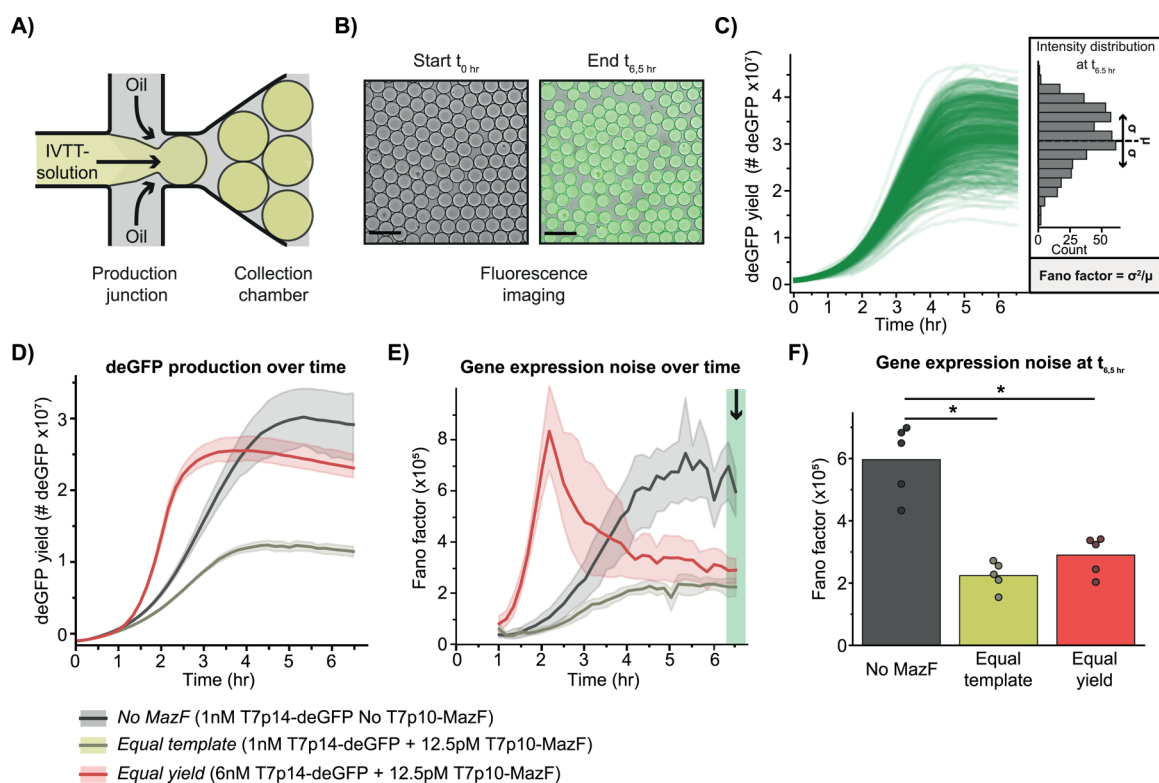 A)
Oil
IVTT-
solution
Oil
Production
junction
Collection
chamber
B)
Start t0 hr
End t6,5 hr
Fluorescence
imaging
C)
deGFP yield (# deGFP x10⁷)
4
3
2
1
0 1 2 3 4 5 6
Time (hr)
Intensity distribution
at t6.5 hr
σ
μ
σ
0 25 50
Count
Fano factor = σ²/μ
D)
deGFP production over time
deGFP yield (# deGFP x10⁷)
3
2
1
0
0 1 2 3 4 5 6
Time (hr)
E)
Gene expression noise over time
Fano factor (x10⁵)
10
8
6
4
2
0
0 1 2 3 4 5 6
Time (hr)
F)
Gene expression noise at t6,5 hr
Fano factor (x10⁵)
6
4
2
0
*
*
No MazF
Equal
template
Equal
yield
No MazF (1nM T7p14-deGFP No T7p10-MazF)
Equal template (1nM T7p14-deGFP + 12.5pM T7p10-MazF)
Equal yield (6nM T7p14-deGFP + 12.5pM T7p10-MazF)